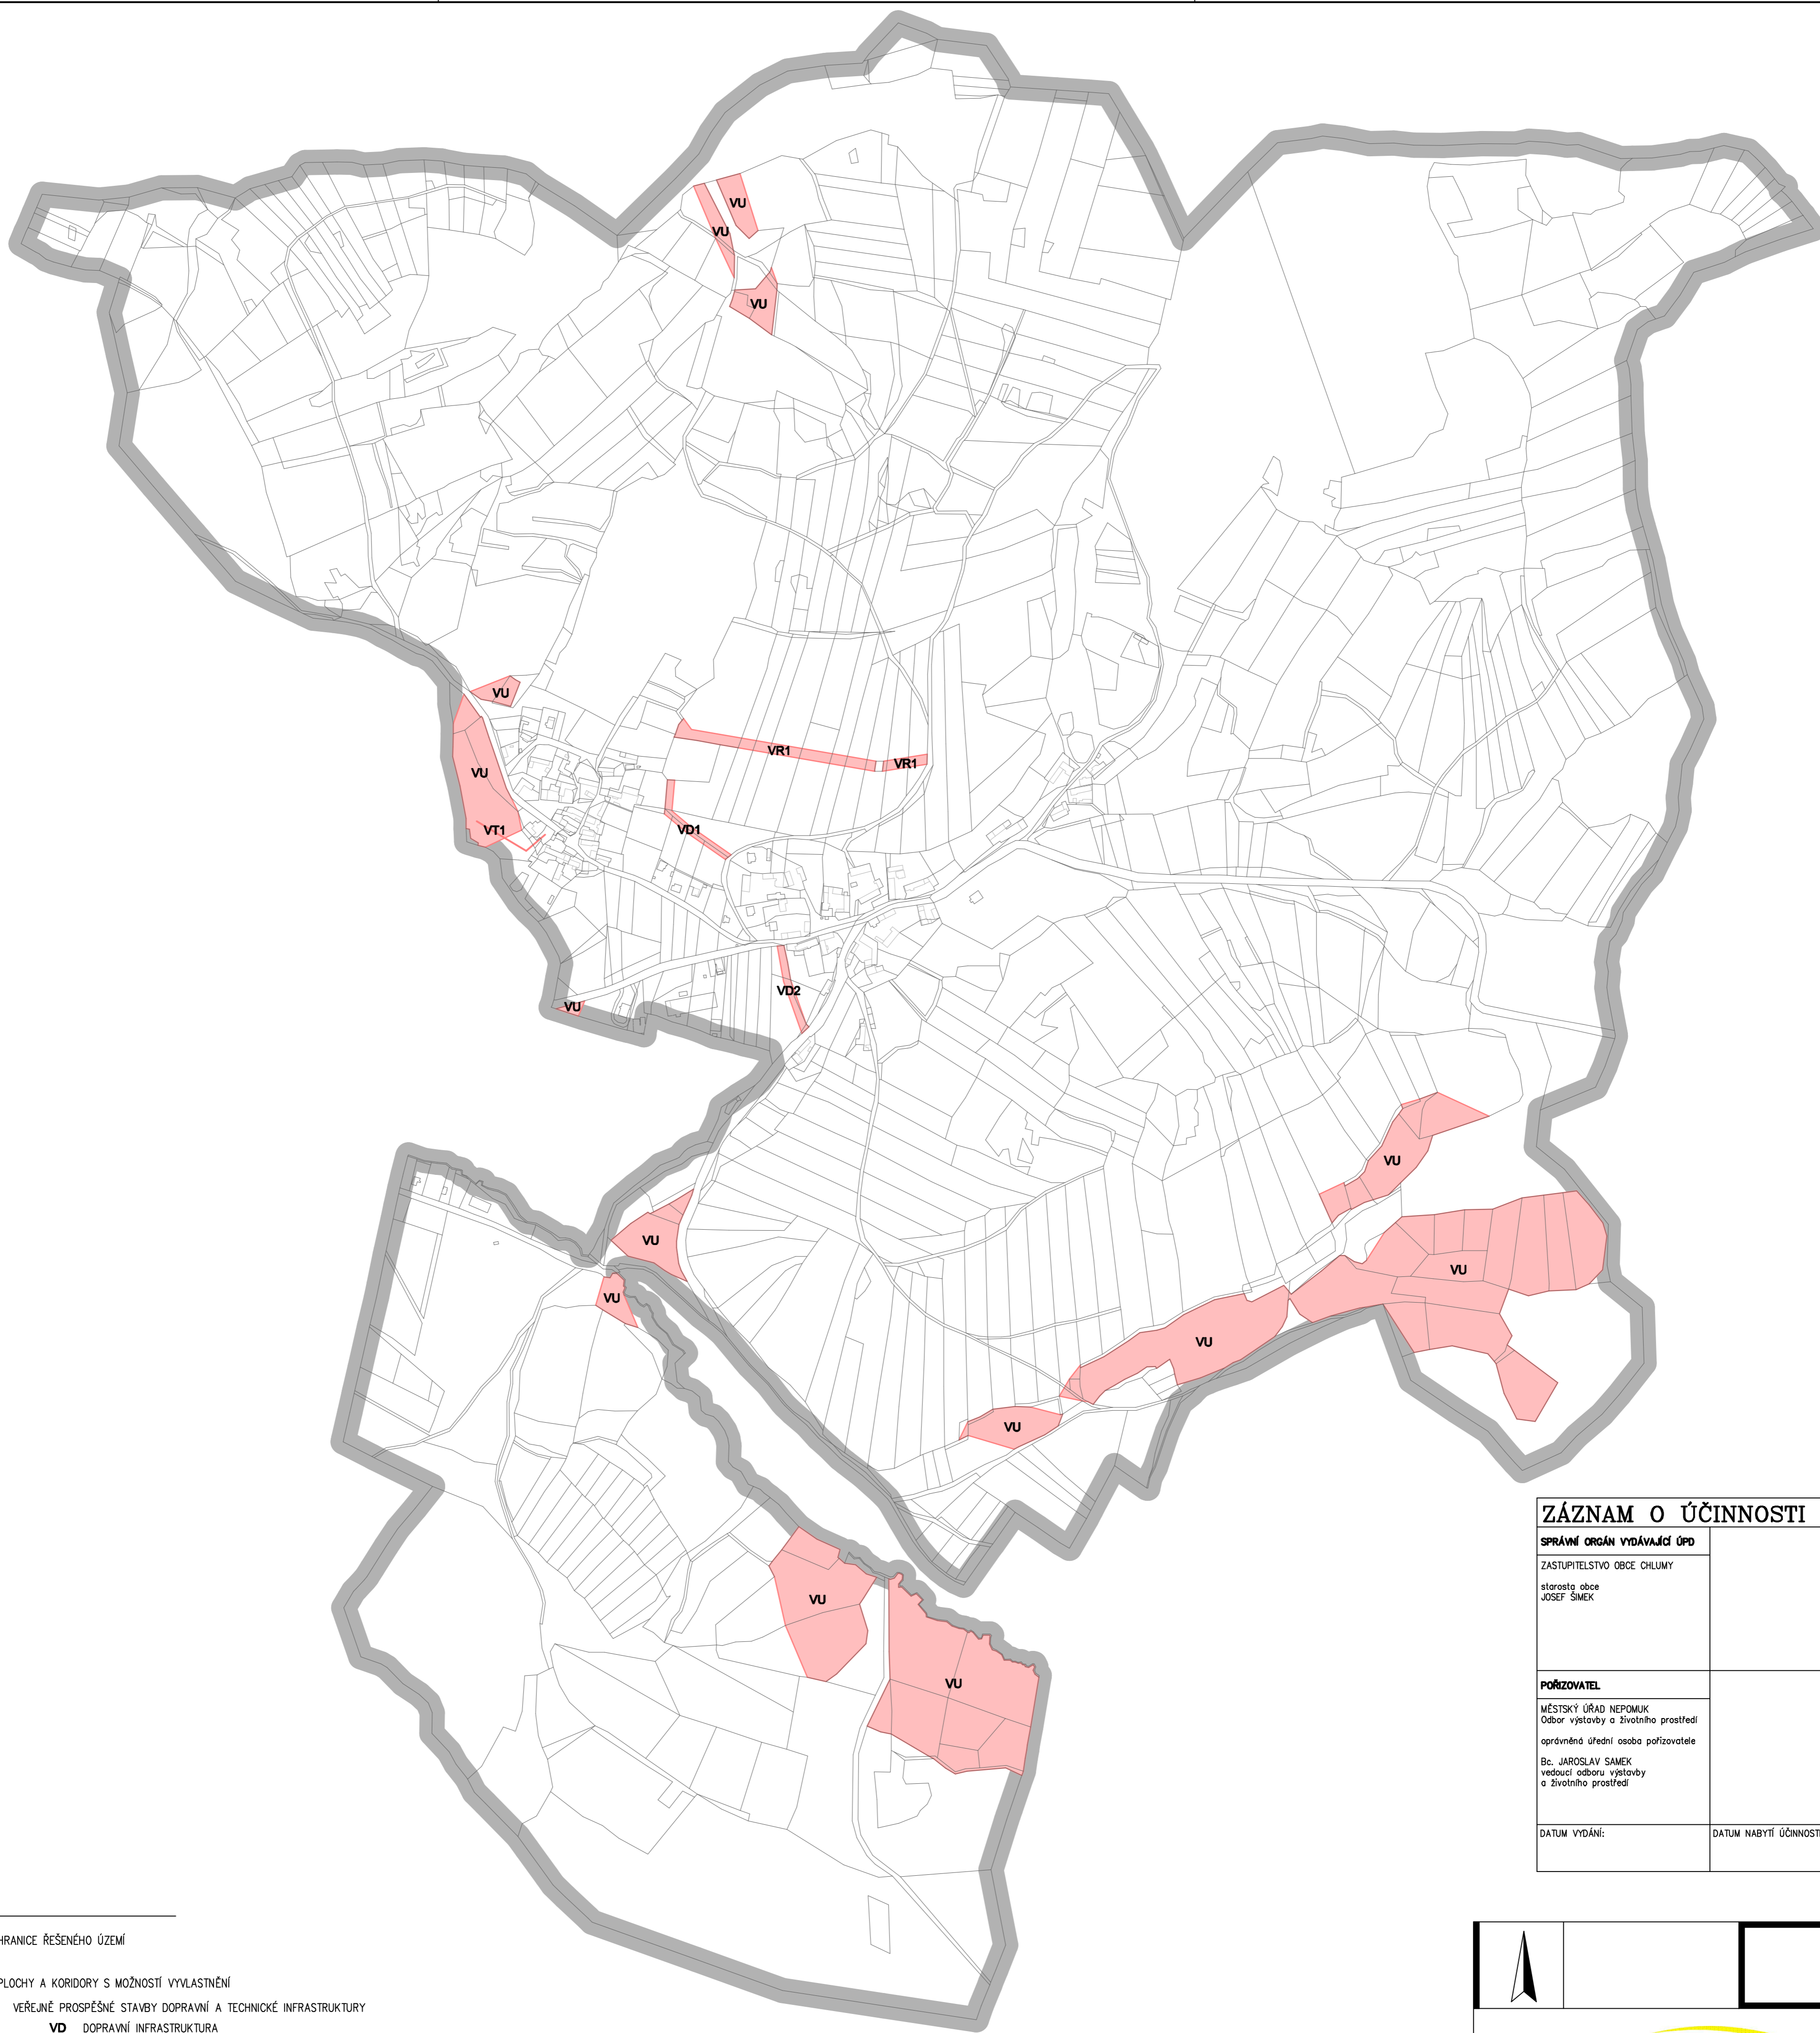 VU
VU
VU
VU
VU
VR1
VR1
VT1
VD1
VD2
VU
VU
VU
VU
VU
VU
VU
VU
VU
ZÁZNAM O ÚČINNOSTI
SPRÁVNÍ ORGÁN VYDÁVAJÍCÍ ÚPD
ZASTUPITELSTVO OBCE CHLUMY
starosta obce
JOSEF ŠIMEK
POŘIZOVATEL
MĚSTSKÝ ÚŘAD NEPOMUK
Odbor výstavby a životního prostředí
oprávněná úřední osoba pořizovatele
Bc. JAROSLAV SAMEK
vedoucí odboru výstavby
a životního prostředí
DATUM VYDÁNÍ:
DATUM NABYTÍ ÚČINNOSTI
HRANICE ŘEŠENÉHO ÚZEMÍ
PLOCHY A KORIDORY S MOŽNOSTÍ VYVLASTNĚNÍ
VEŘEJNĚ PROSPĚŠNÉ STAVBY DOPRAVNÍ A TECHNICKÉ INFRASTRUKTURY
VD DOPRAVNÍ INFRASTRUKTURA